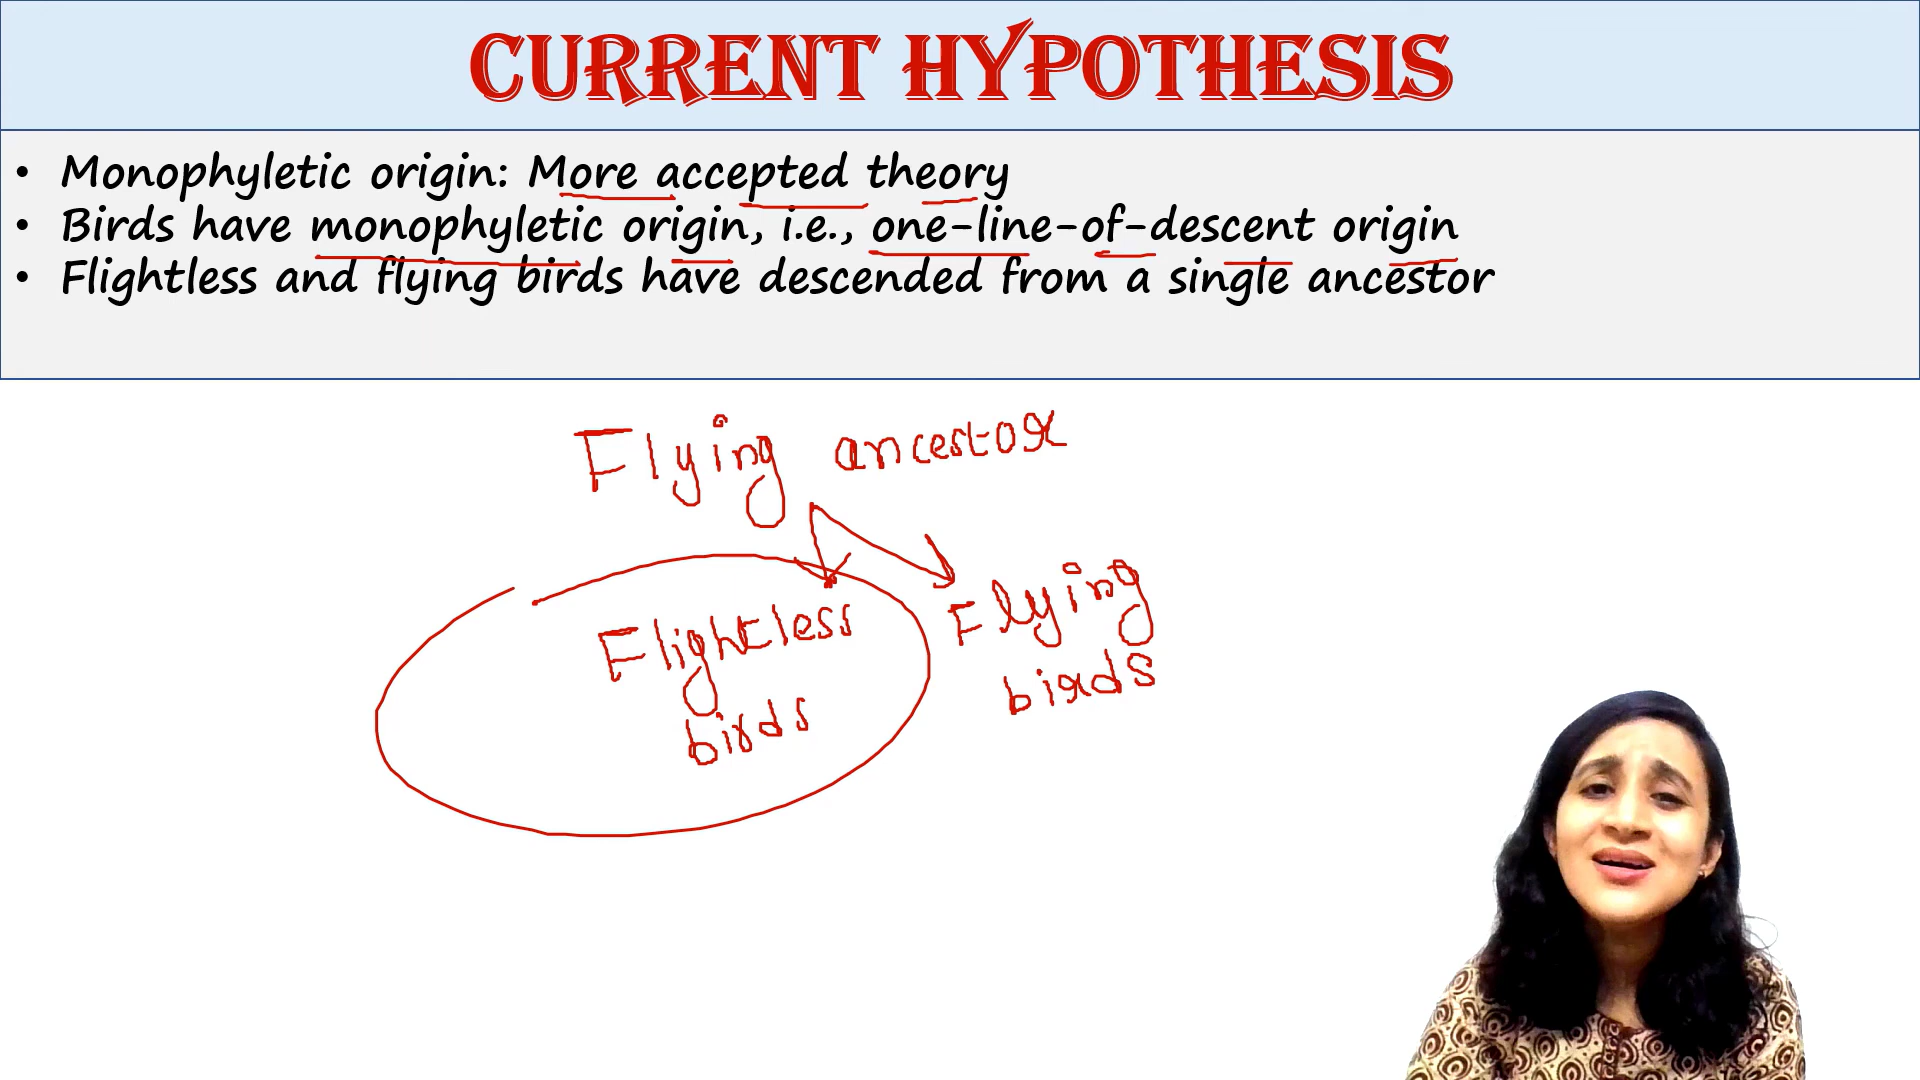 CURRENT HYPOTHESIS
• Monophyletic origin: More accepted theory
• Birds have monophyletic origin, i.e., one-line-of-descent origin
• Flightless and flying birds have descended from a single ancestor
Flying ancestor
Flightless
birds
Flying
birds